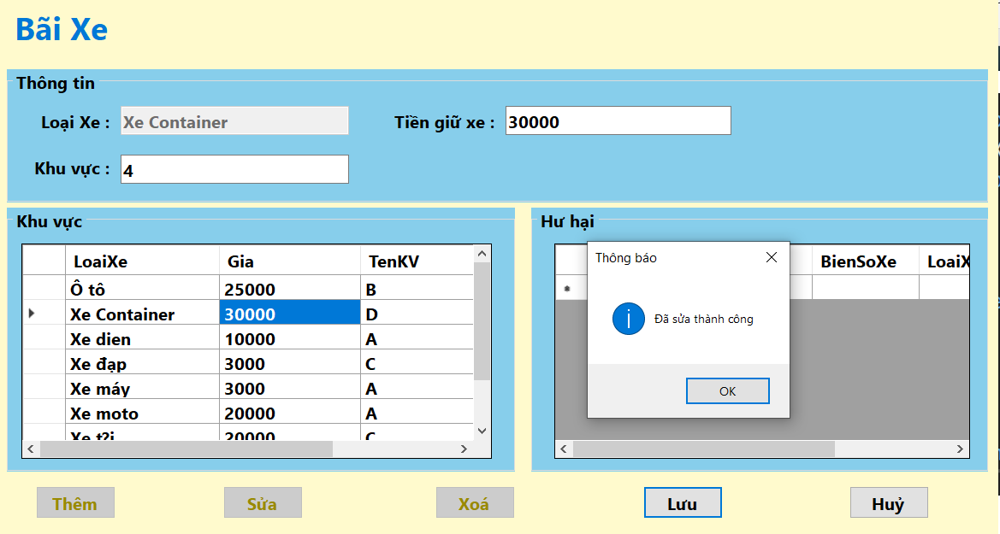 Bãi Xe
Thông tin
Loại Xe : Xe Container Tiền giữ xe : 30000
Khu vực : 4
Khu vực
LoaiXe Gia TenKV
Ô tô 25000 B
Xe Container 30000 D
Xe dien 10000 A
Xe đạp 3000 C
Xe máy 3000 A
Xe moto 20000 A
Xe t?i 20000 C
Hư hại
BienSoXe LoaiX
Thông báo
Đã sửa thành công
OK
Thêm Sửa Xoá Lưu Huỷ